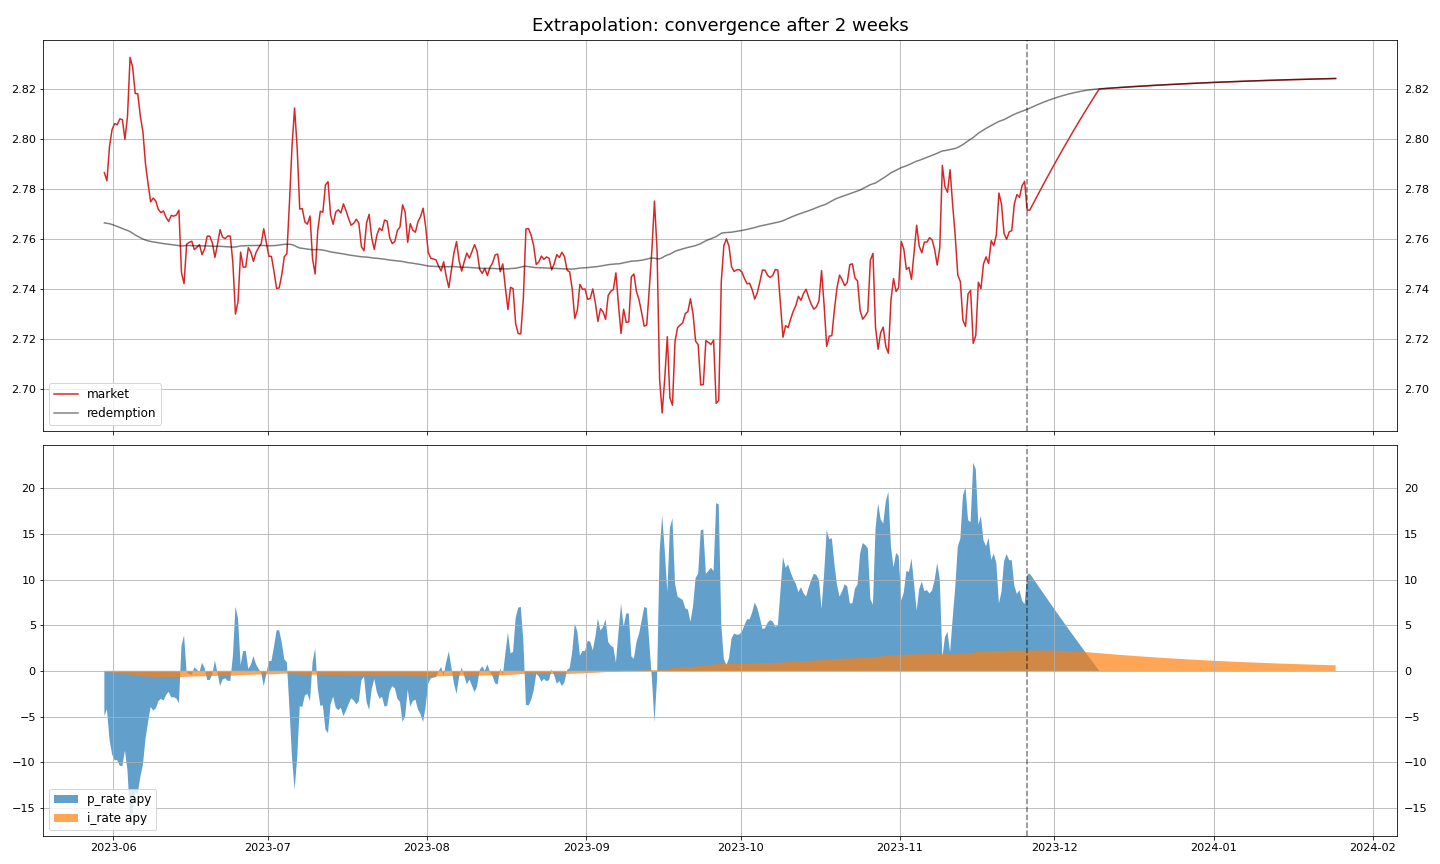 Extrapolation: convergence after 2 weeks
2.82 2.82
2.80 2.80
2.78 2.78
2.76 2.76
2.74 2.74
2.72 2.72
2.70 2.70
market
redemption
20 20
15 15
10 10
5 5
0 0
−5 −5
−10 −10
−15 −15
p_rate apy
i_rate apy
2023-06 2023-07 2023-08 2023-09 2023-10 2023-11 2023-12 2024-01 2024-02